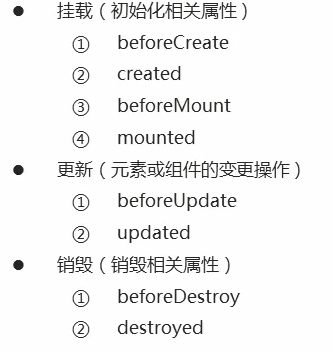 ● 挂载（初始化相关属性）
① beforeCreate
② created
③ beforeMount
④ mounted
● 更新（元素或组件的变更操作）
① beforeUpdate
② updated
● 销毁（销毁相关属性）
① beforeDestroy
② destroyed